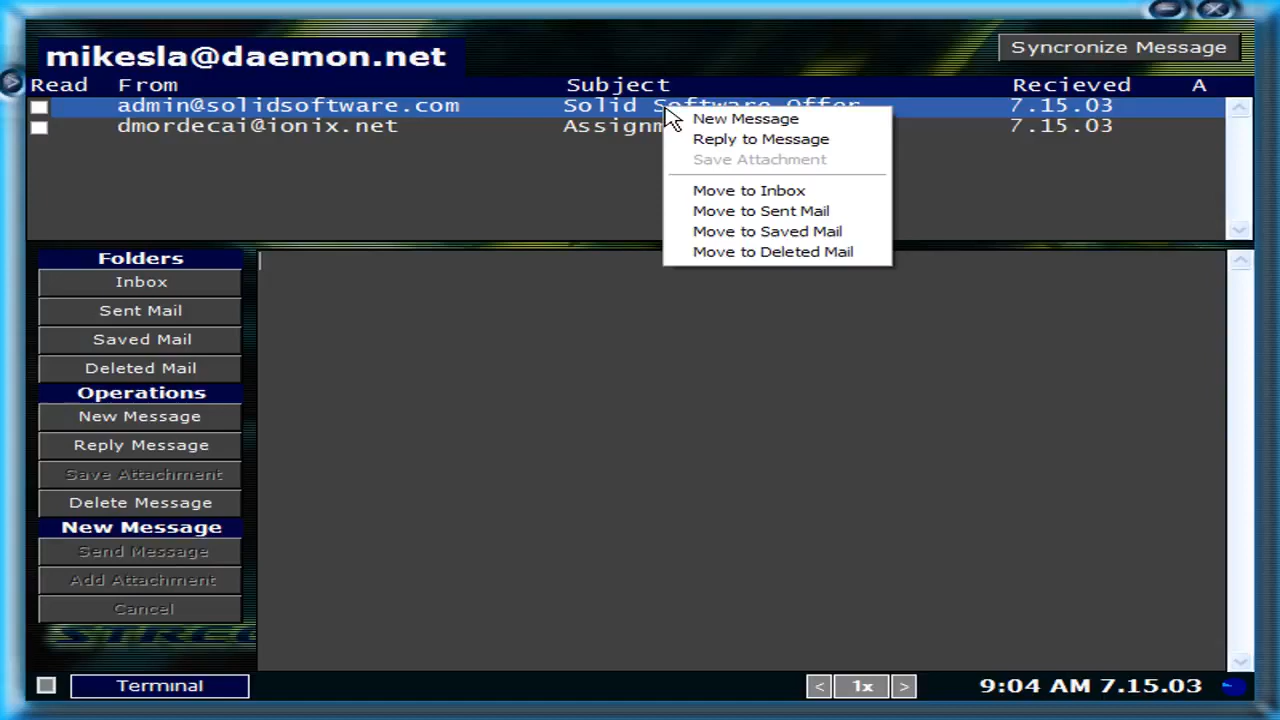 mikesla@daemon.net
Syncronize Message
Read From Subject Recieved A
admin@solidsoftware.com Solid Software Offer 7.15.03
dmordecai@ionix.net Assignm 7.15.03
New Message
Reply to Message
Save Attachment
Move to Inbox
Move to Sent Mail
Move to Saved Mail
Move to Deleted Mail
Folders
Inbox
Sent Mail
Saved Mail
Deleted Mail
Operations
New Message
Reply Message
Save Attachment
Delete Message
New Message
Send Message
Add Attachment
Cancel
Terminal
< 1x >
9:04 AM 7.15.03